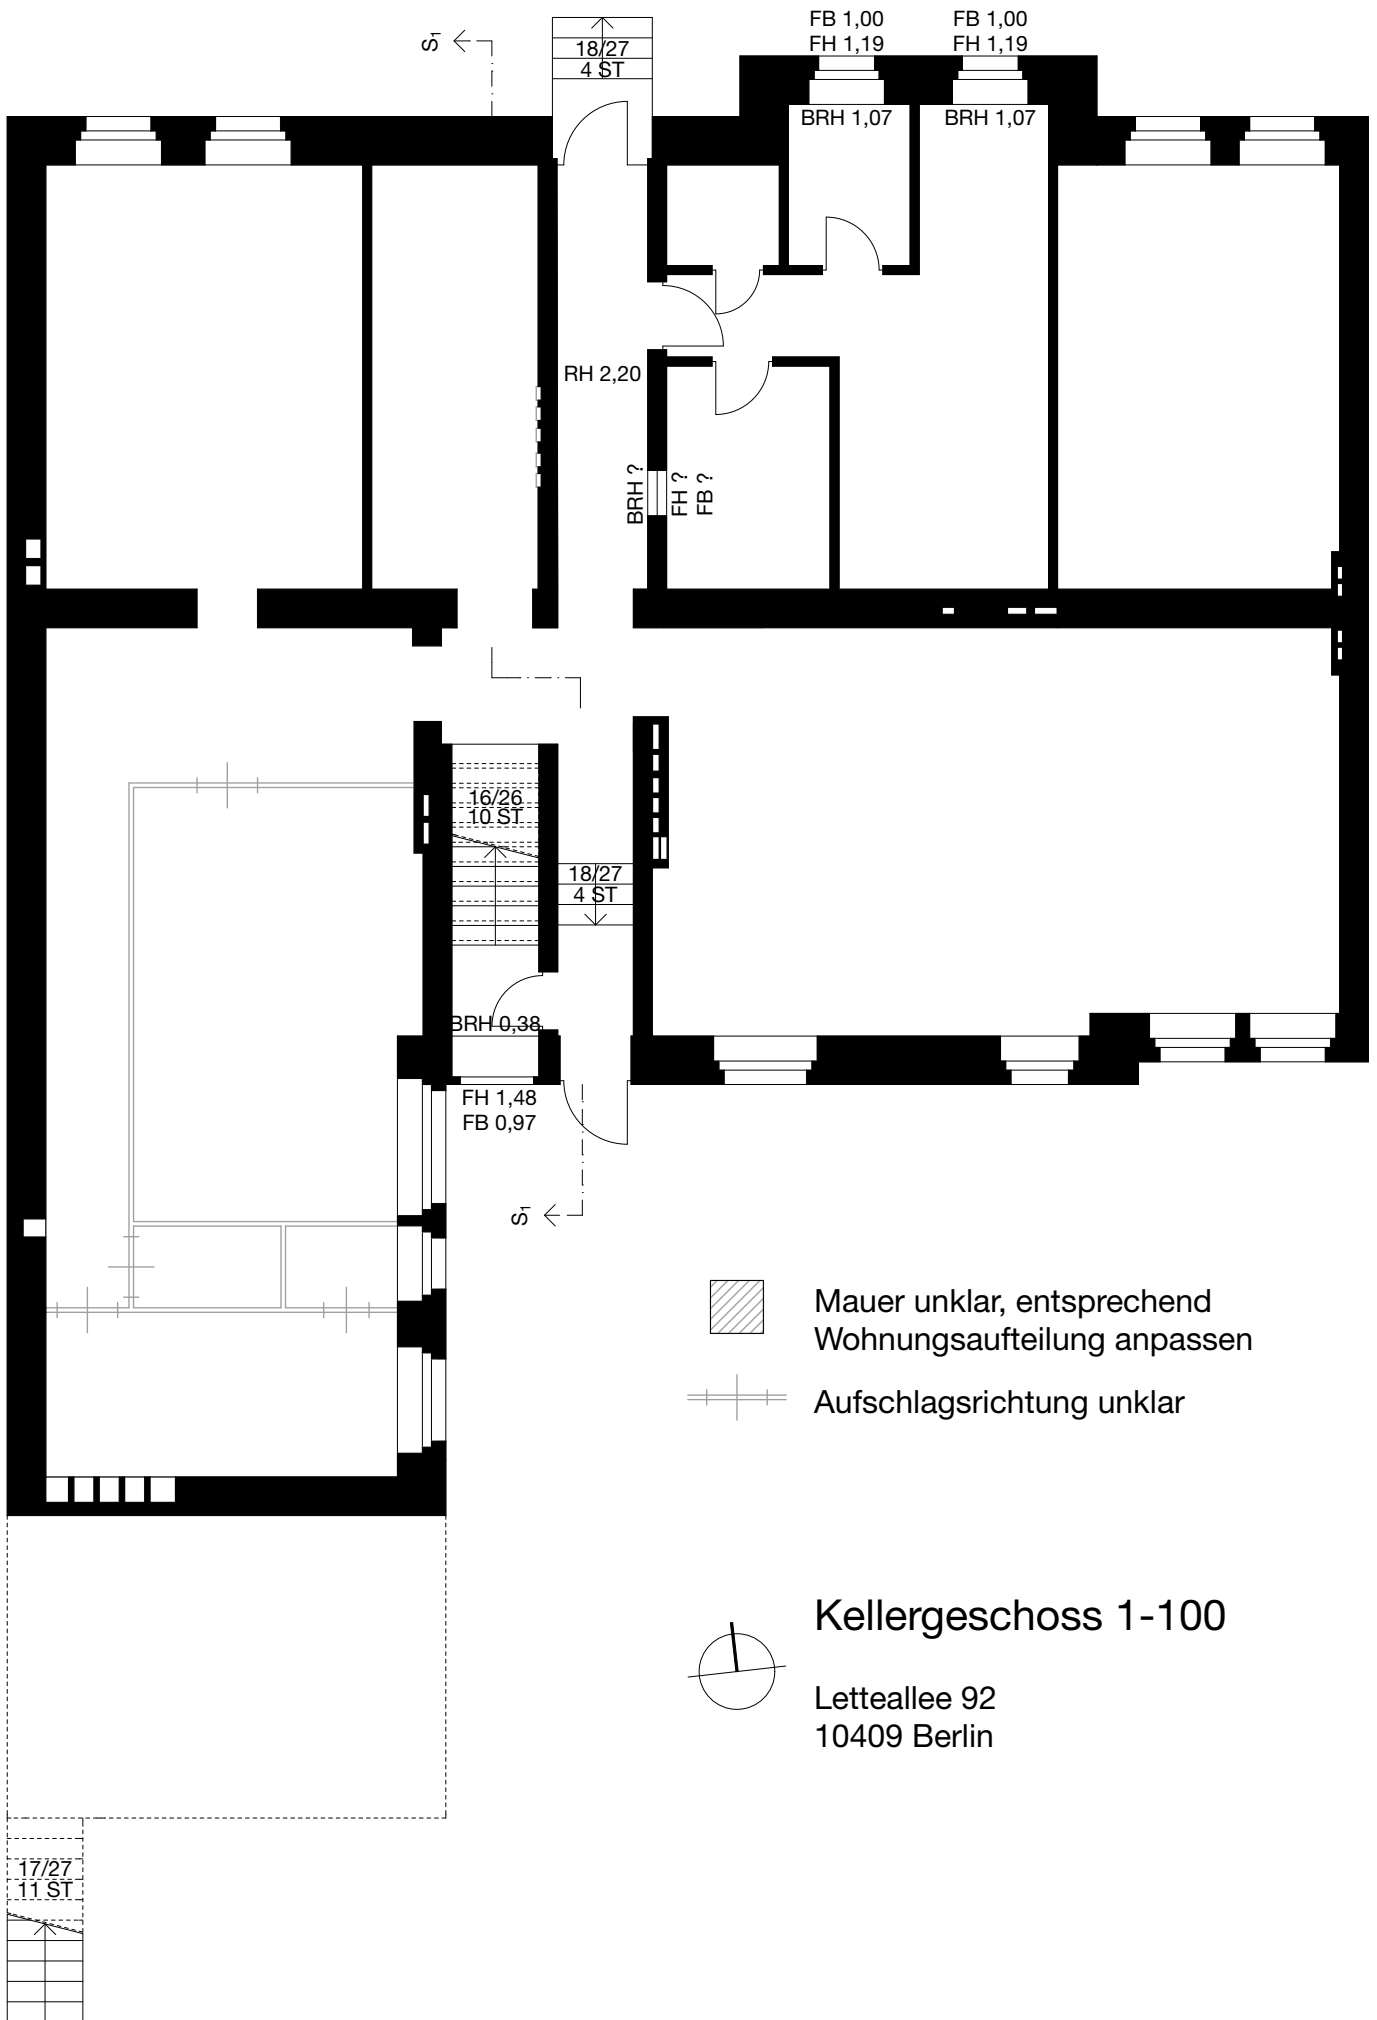 FB 1,00
FH 1,19
FB 1,00
FH 1,19
S1
18/27
4 ST
BRH 1,07
BRH 1,07
RH 2,20
BRH ?
FH ?
FB ?
16/26
10 ST
18/27
4 ST
BRH 0,38
FH 1,48
FB 0,97
S1
Mauer unklar, entsprechend
Wohnungsaufteilung anpassen
Aufschlagsrichtung unklar
Kellergeschoss 1-100
Letteallee 92
10409 Berlin
17/27
11 ST